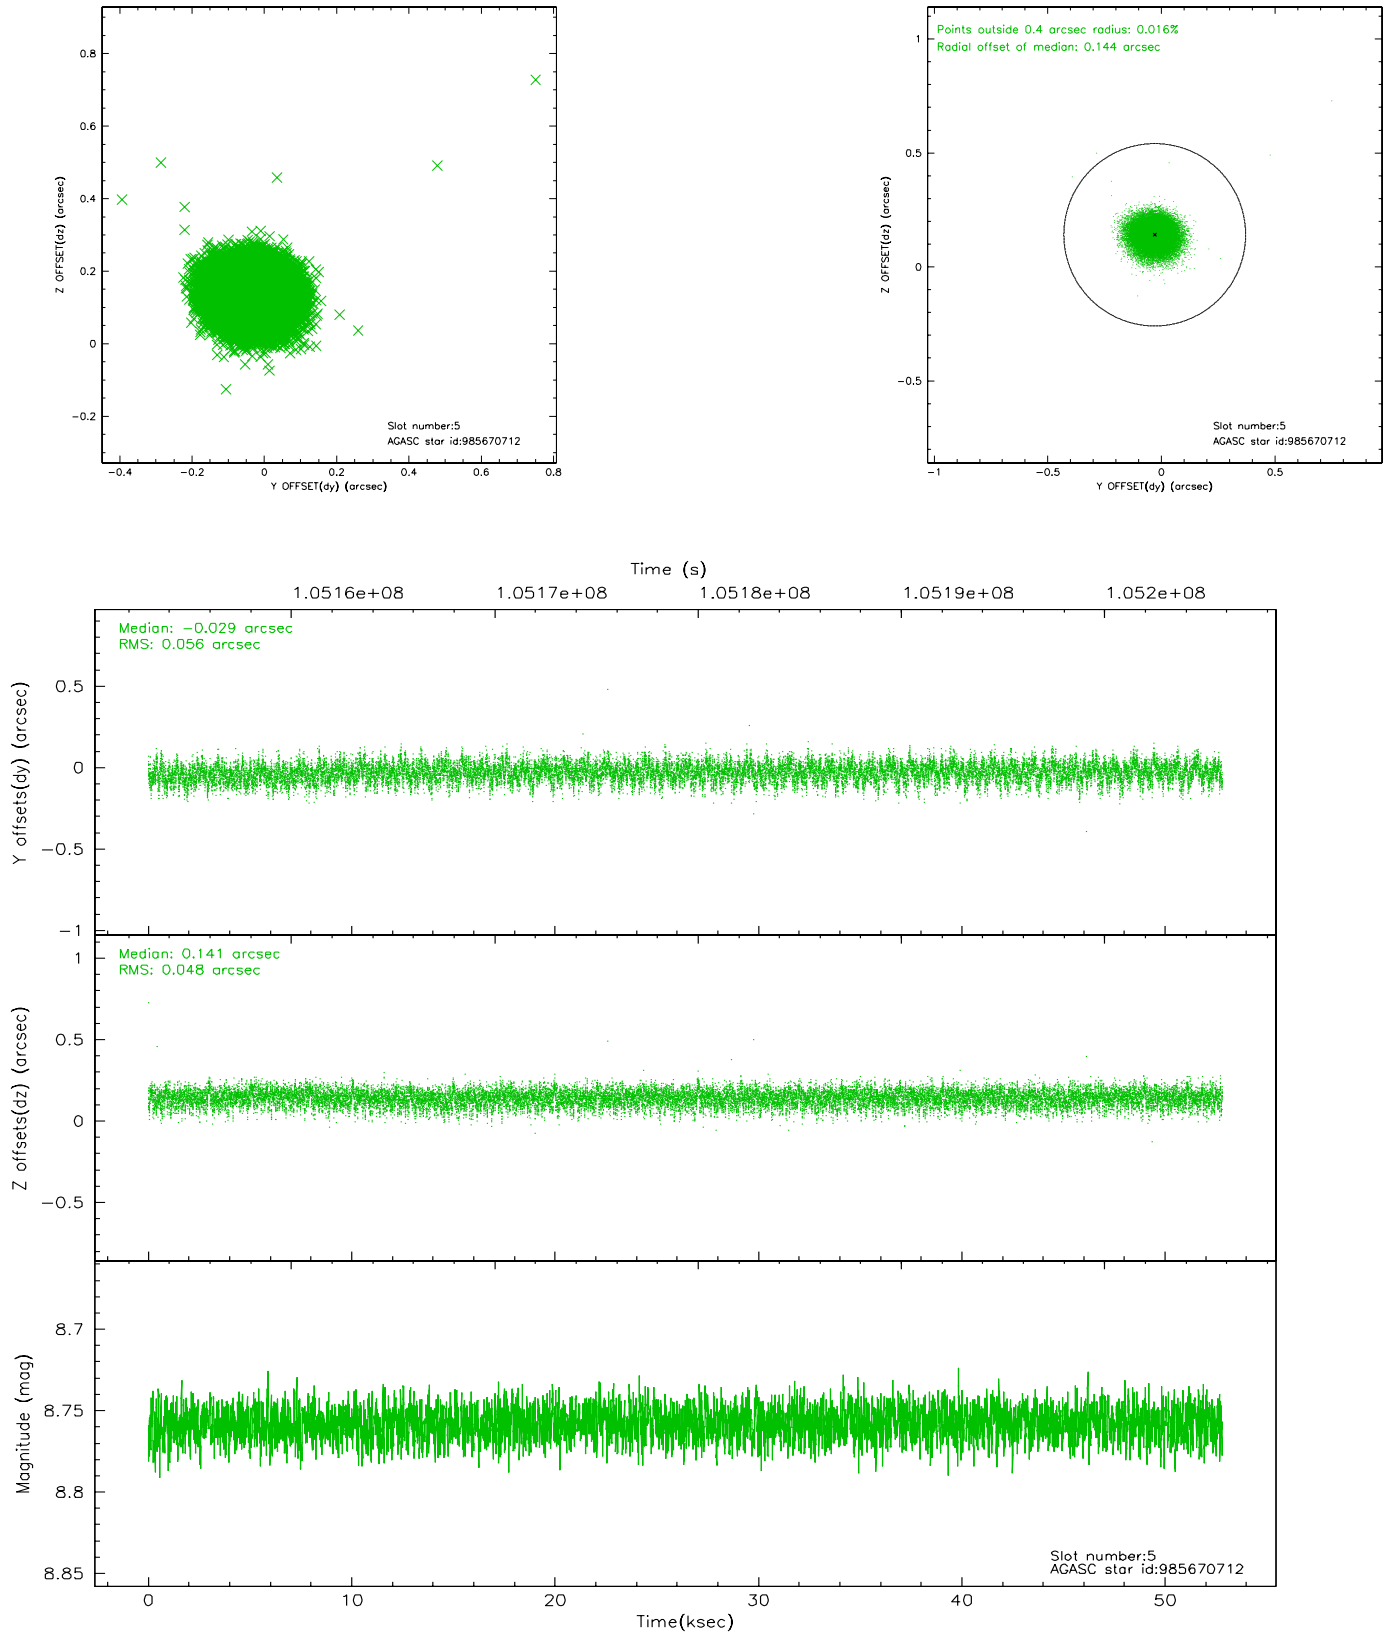 0.8
0.6
0.4
0.2
0
−0.2
Z OFFSET(dz) (arcsec)
−0.4
−0.2
0
0.2
0.4
0.6
0.8
Y OFFSET(dy) (arcsec)
Slot number:5
AGASC star id:985670712
Points outside 0.4 arcsec radius: 0.016%
Radial offset of median: 0.144 arcsec
1
0.5
0
−0.5
Z OFFSET(dz) (arcsec)
−1
−0.5
0
0.5
Y OFFSET(dy) (arcsec)
Slot number:5
AGASC star id:985670712
Time (s)
1.0516e+08
1.0517e+08
1.0518e+08
1.0519e+08
1.052e+08
Median: −0.029 arcsec
RMS: 0.056 arcsec
0.5
0
−0.5
−1
Y offsets(dy) (arcsec)
Median: 0.141 arcsec
RMS: 0.048 arcsec
1
0.5
0
−0.5
Z offsets(dz) (arcsec)
8.7
8.75
8.8
8.85
Magnitude (mag)
Slot number:5
AGASC star id:985670712
0
10
20
30
40
50
Time(ksec)